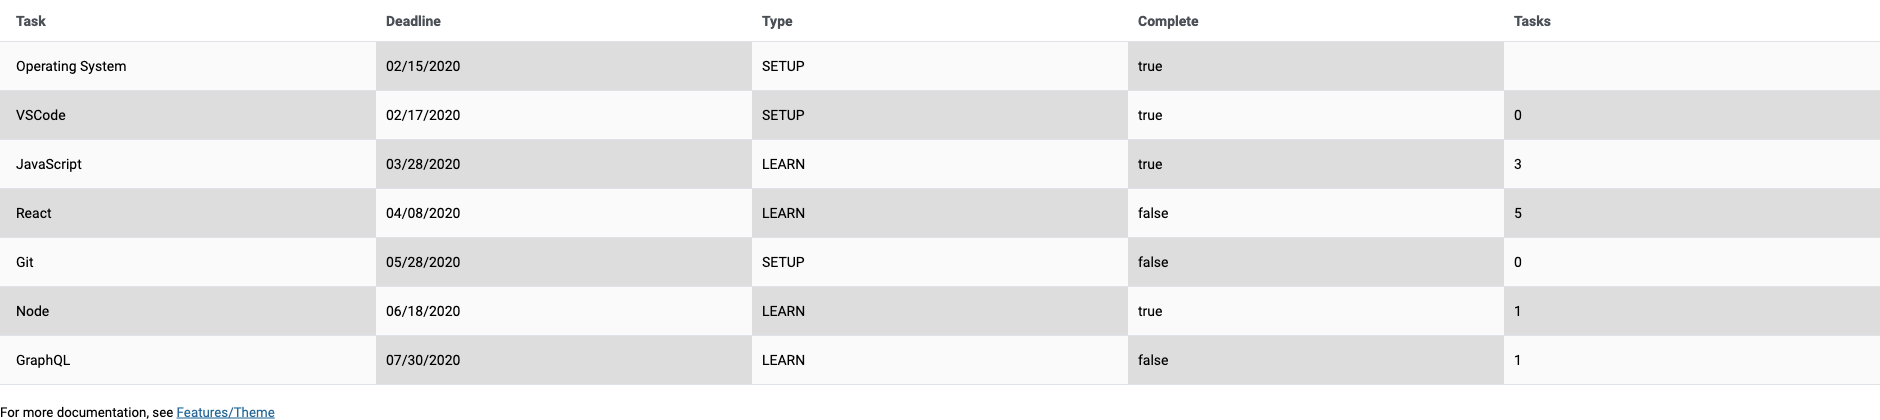 Task Deadline Type Complete Tasks
Operating System 02/15/2020 SETUP true
VSCode 02/17/2020 SETUP true 0
JavaScript 03/28/2020 LEARN true 3
React 04/08/2020 LEARN false 5
Git 05/28/2020 SETUP false 0
Node 06/18/2020 LEARN true 1
GraphQL 07/30/2020 LEARN false 1
For more documentation, see Features/Theme